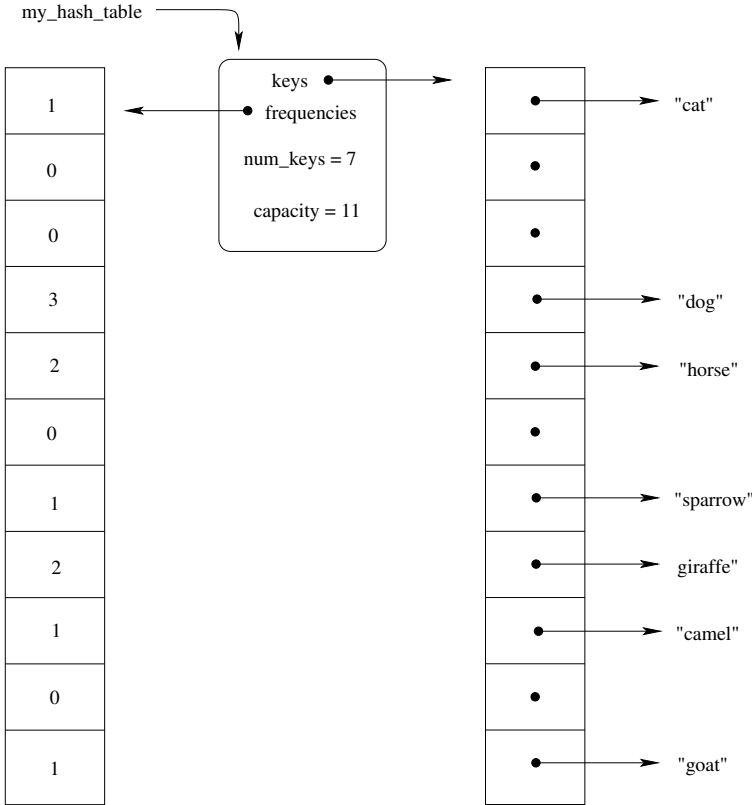 my_hash_table
keys
frequencies
num_keys = 7
capacity = 11
1
0
0
3
2
0
1
2
1
0
1
"cat"
"dog"
"horse"
"sparrow"
giraffe"
"camel"
"goat"